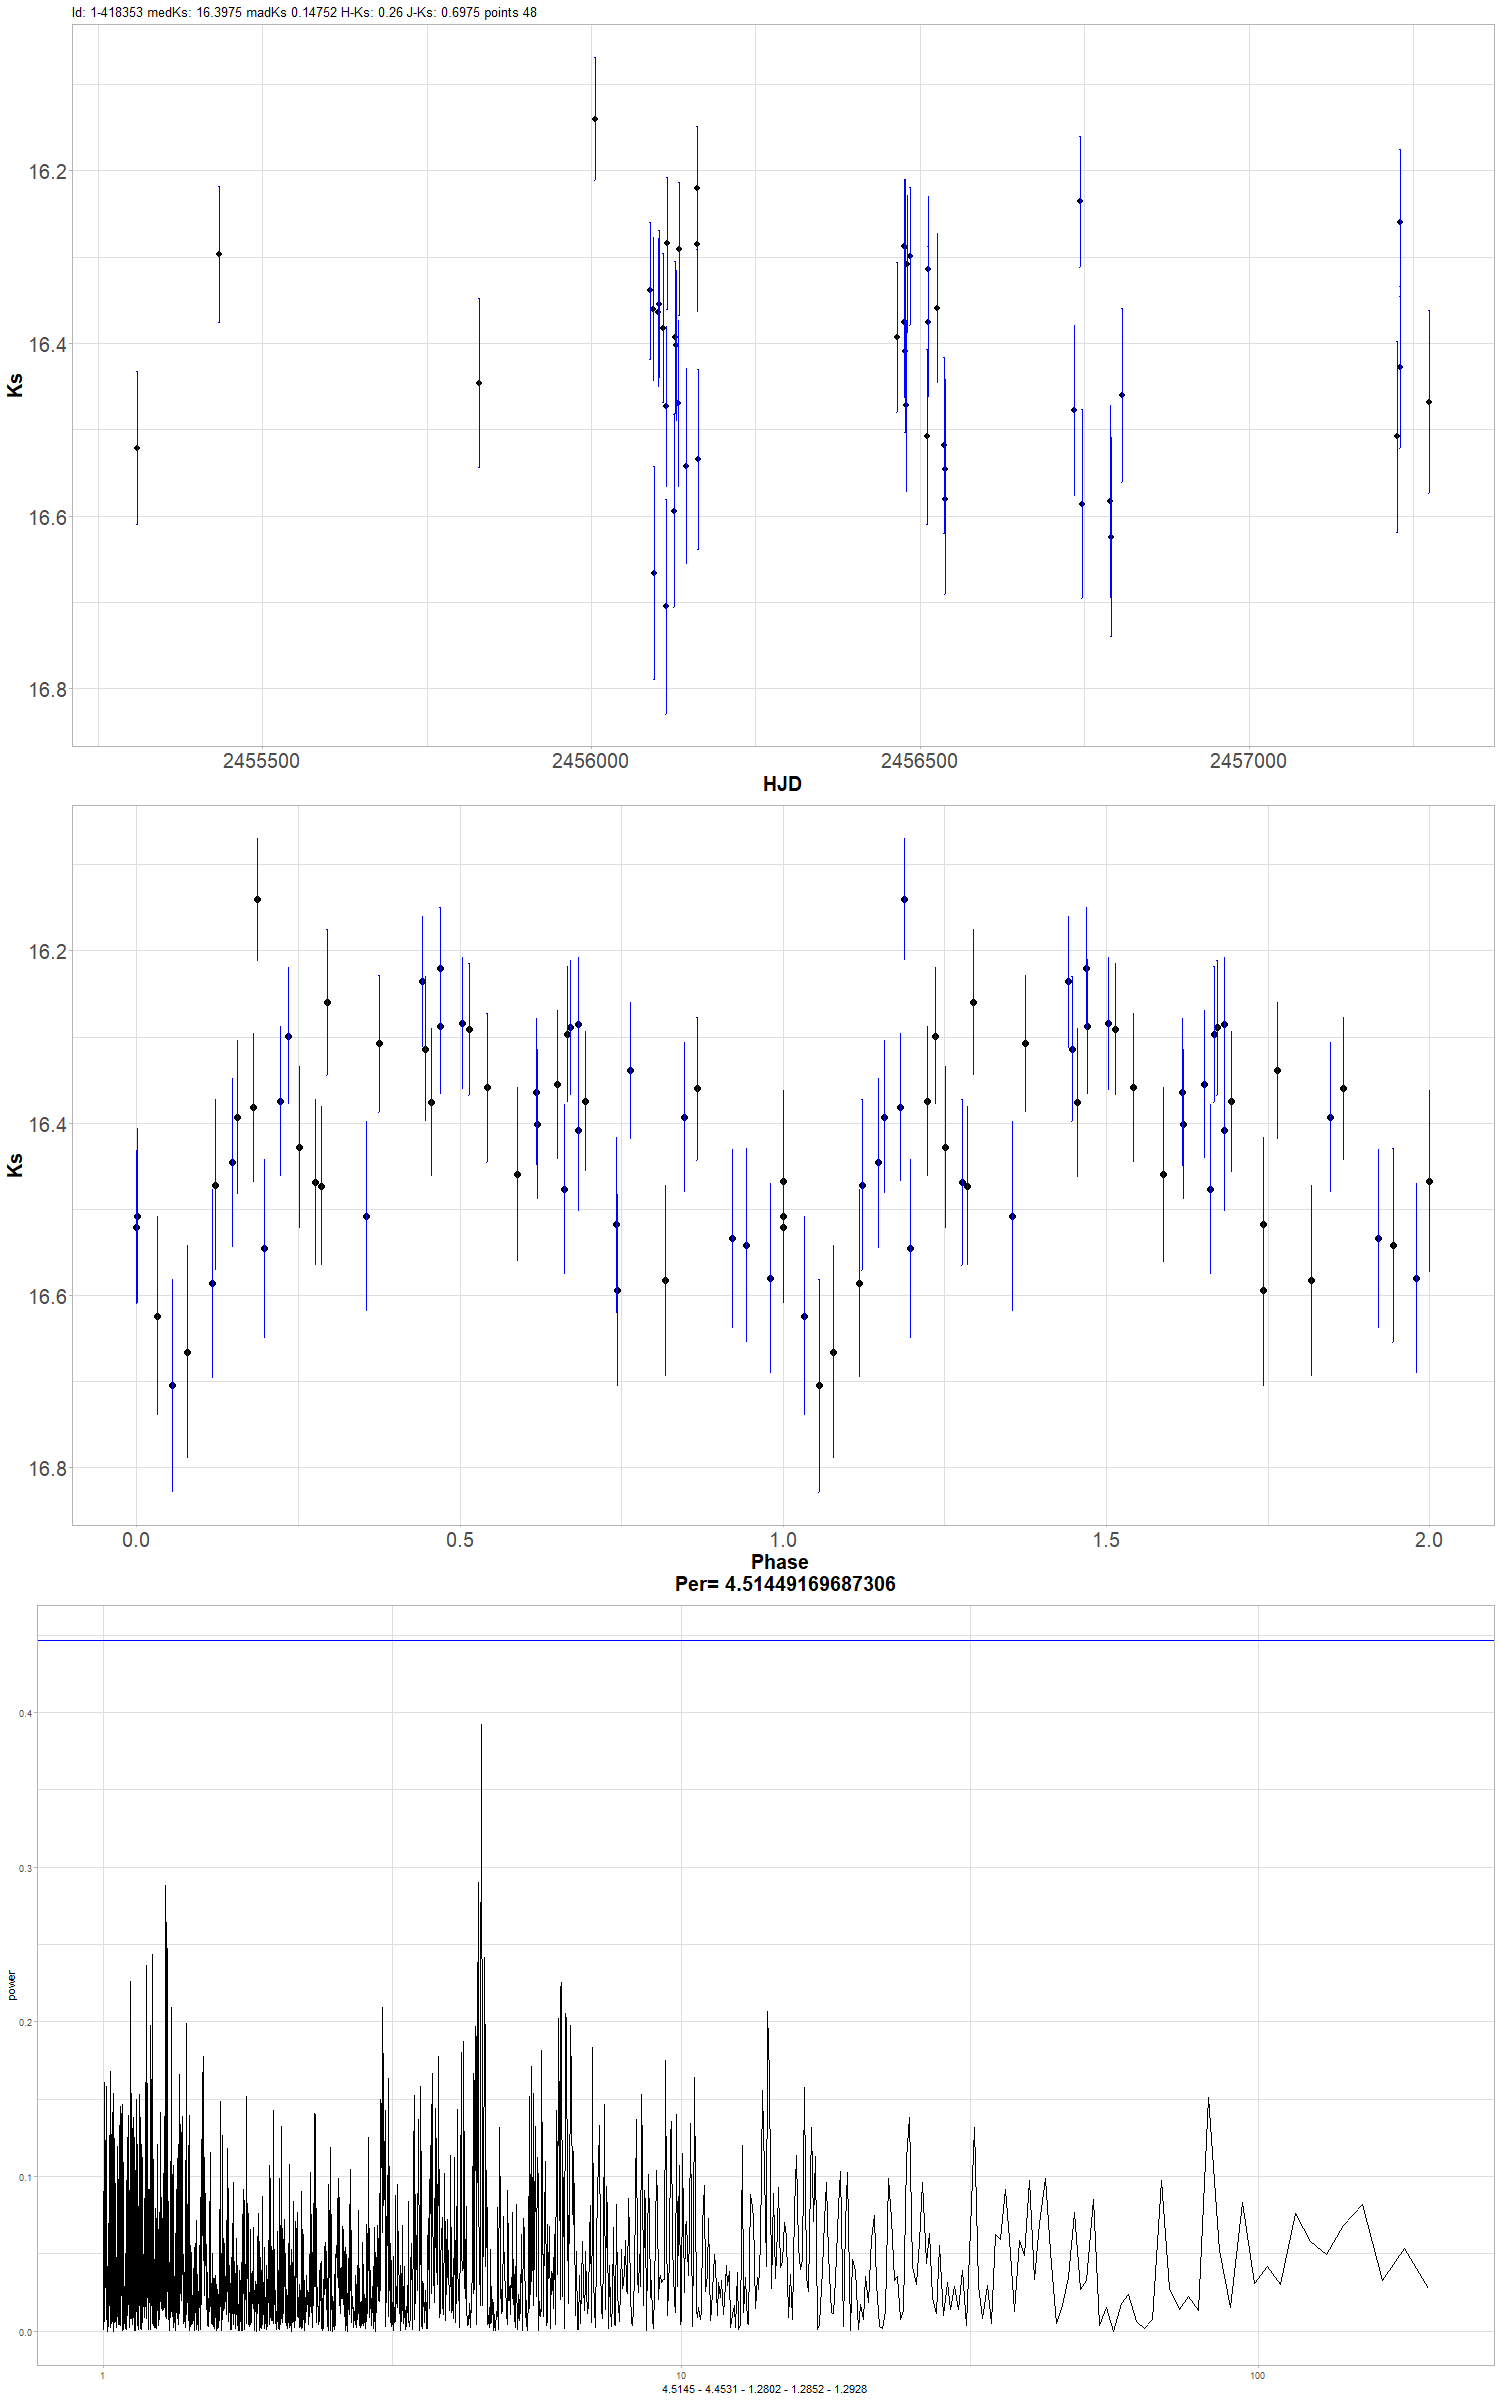 Id: 1-418353 medKs: 16.3975 madKs 0.14752 H-Ks: 0.26 J-Ks: 0.6975 points 48
16.2
16.4
Ks
16.6
16.8
2455500 2456000 2456500 2457000
HJD
16.2
16.4
Ks
16.6
16.8
0.0 0.5 1.0 1.5 2.0
Phase
Per= 4.51449169687306
0.4
0.3
power
0.2
0.1
0.0
1 10 100
4.5145 - 4.4531 - 1.2802 - 1.2852 - 1.2928